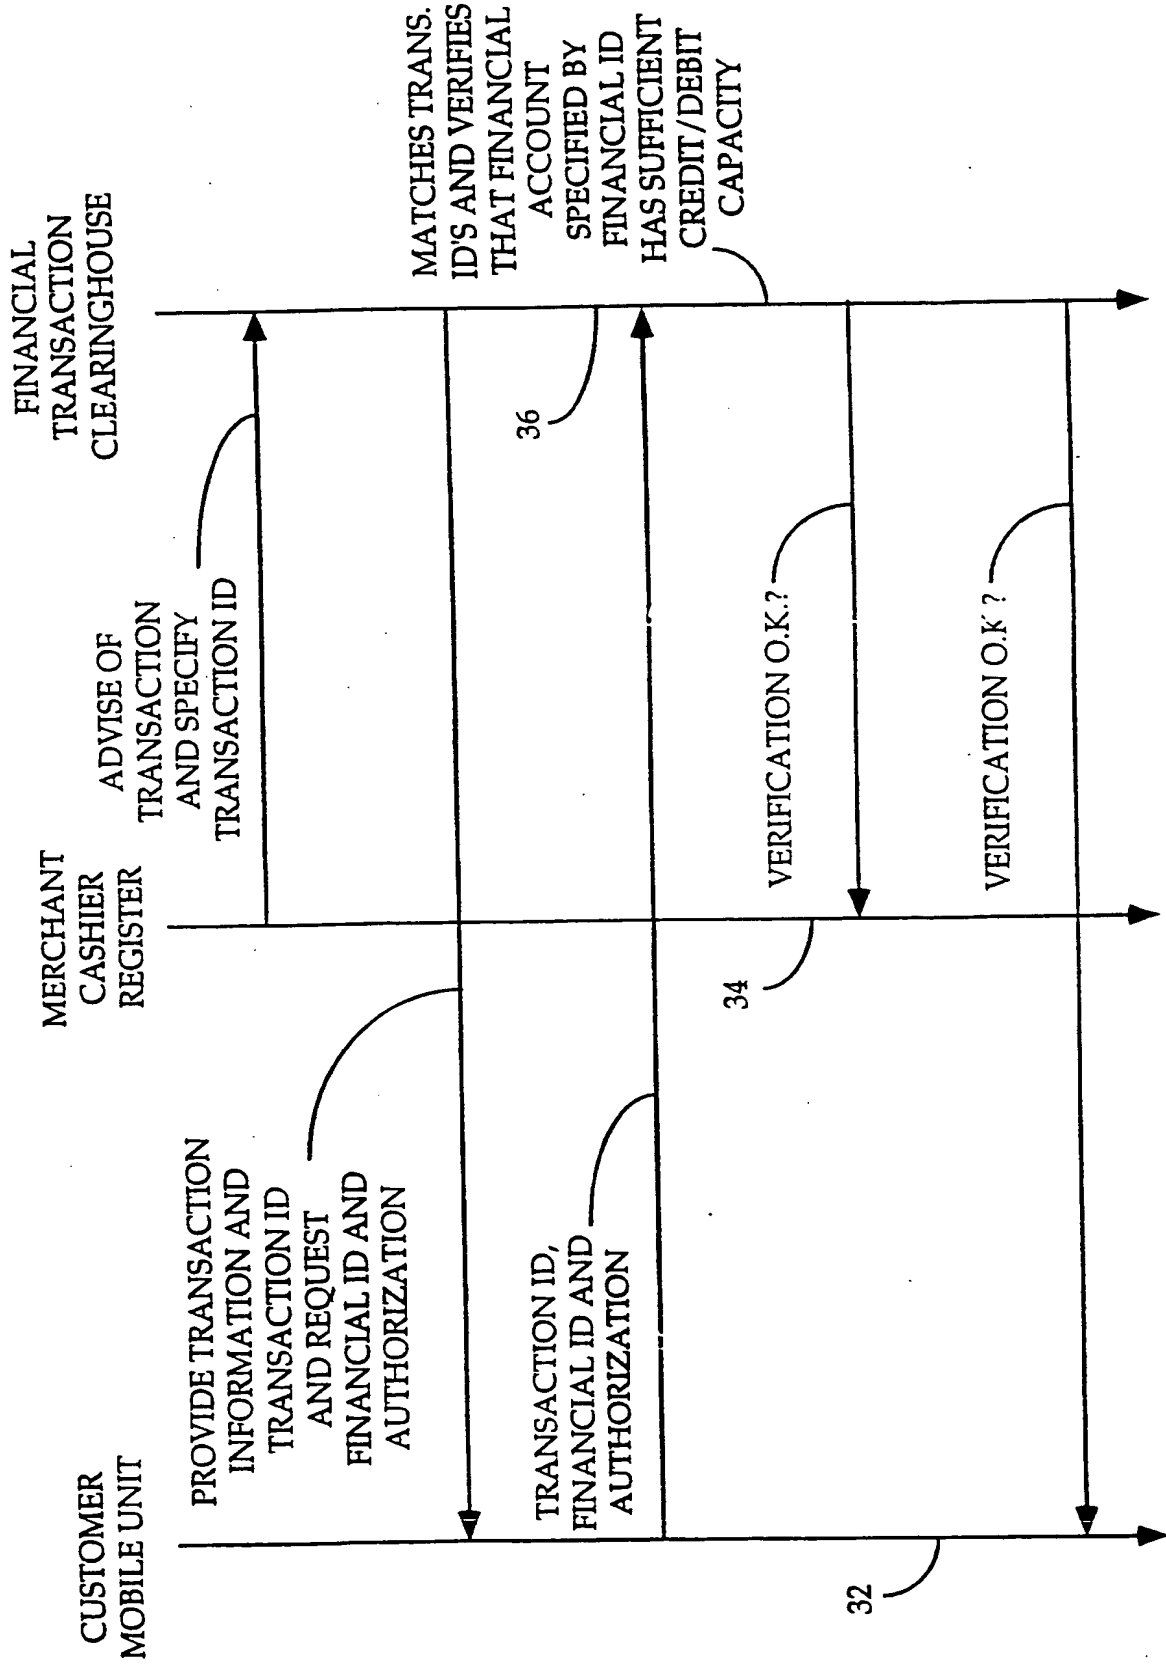 CUSTOMER
MOBILE UNIT
MERCHANT
CASHIER
REGISTER
FINANCIAL
TRANSACTION
CLEARINGHOUSE
ADVISE OF
TRANSACTION
AND SPECIFY
TRANSACTION ID
PROVIDE TRANSACTION
INFORMATION AND
TRANSACTION ID
AND REQUEST
FINANCIAL ID AND
AUTHORIZATION
36
MATCHES TRANS.
ID'S AND VERIFIES
THAT FINANCIAL
ACCOUNT
SPECIFIED BY
FINANCIAL ID
HAS SUFFICIENT
CREDIT/DEBIT
CAPACITY
TRANSACTION ID,
FINANCIAL ID AND
AUTHORIZATION
34
VERIFICATION O.K.?
32
VERIFICATION O.K ?